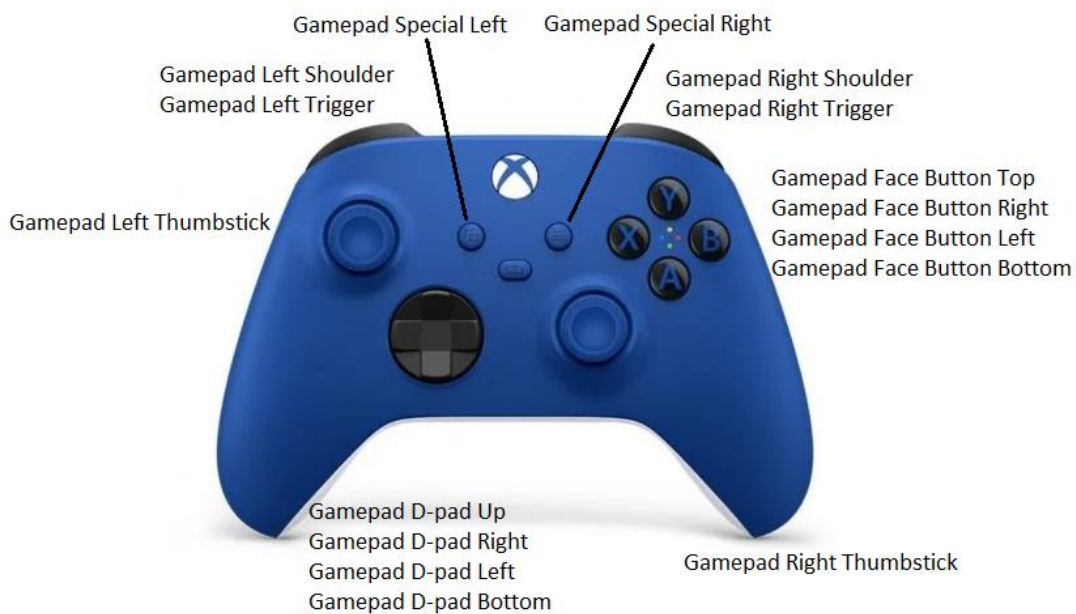 Gamepad Special Left
Gamepad Special Right
Gamepad Left Shoulder
Gamepad Left Trigger
Gamepad Right Shoulder
Gamepad Right Trigger
Gamepad Left Thumbstick
Gamepad Face Button Top
Gamepad Face Button Right
Gamepad Face Button Left
Gamepad Face Button Bottom
Y
X
B
A
Gamepad D-pad Up
Gamepad D-pad Right
Gamepad D-pad Left
Gamepad D-pad Bottom
Gamepad Right Thumbstick